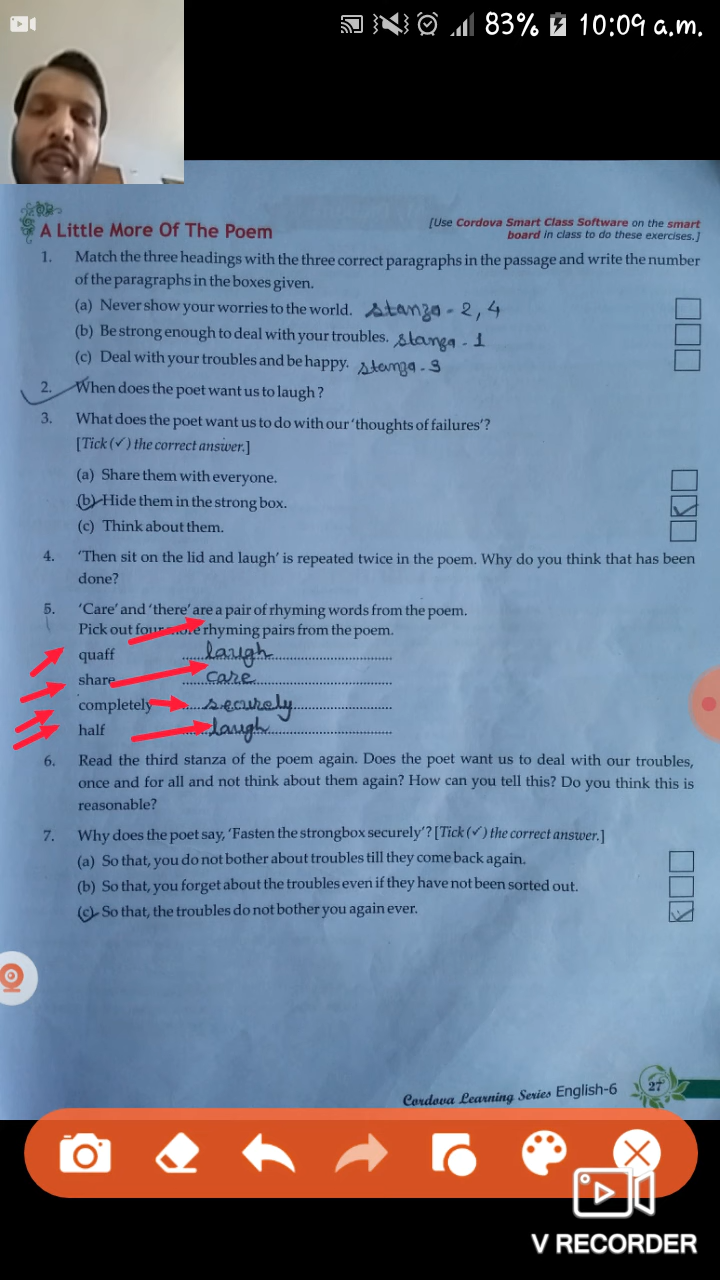 83% 10:09 a.m.
A Little More Of The Poem
[Use Cordova Smart Class Software on the smart
board in class to do these exercises.]
1. Match the three headings with the three correct paragraphs in the passage and write the number
of the paragraphs in the boxes given.
(a) Never show your worries to the world. stanza - 2, 4
(b) Be strong enough to deal with your troubles. stanza - 1
(c) Deal with your troubles and be happy. stanza - 3
2. When does the poet want us to laugh?
3. What does the poet want us to do with our 'thoughts of failures'?
[Tick (✓) the correct answer.]
(a) Share them with everyone.
(b) Hide them in the strong box.
(c) Think about them.
4. 'Then sit on the lid and laugh' is repeated twice in the poem. Why do you think that has been
done?
5. 'Care' and 'there' are a pair of rhyming words from the poem.
Pick out four more rhyming pairs from the poem.
quaff ......laugh......
share ......care......
completely ......securely......
half ......laugh......
6. Read the third stanza of the poem again. Does the poet want us to deal with our troubles,
once and for all and not think about them again? How can you tell this? Do you think this is
reasonable?
7. Why does the poet say, 'Fasten the strongbox securely'? [Tick (✓) the correct answer.]
(a) So that, you do not bother about troubles till they come back again.
(b) So that, you forget about the troubles even if they have not been sorted out.
(c) So that, the troubles do not bother you again ever.
Cordova Learning Series English-6 27
V RECORDER